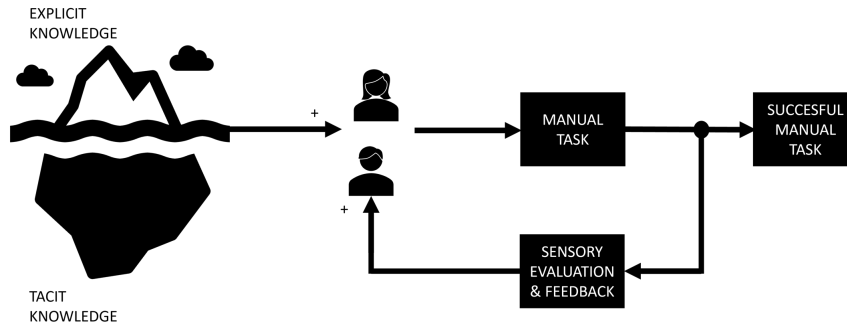 EXPLICIT
KNOWLEDGE
+
MANUAL
TASK
SUCCESFUL
MANUAL
TASK
+
SENSORY
EVALUATION
& FEEDBACK
TACIT
KNOWLEDGE